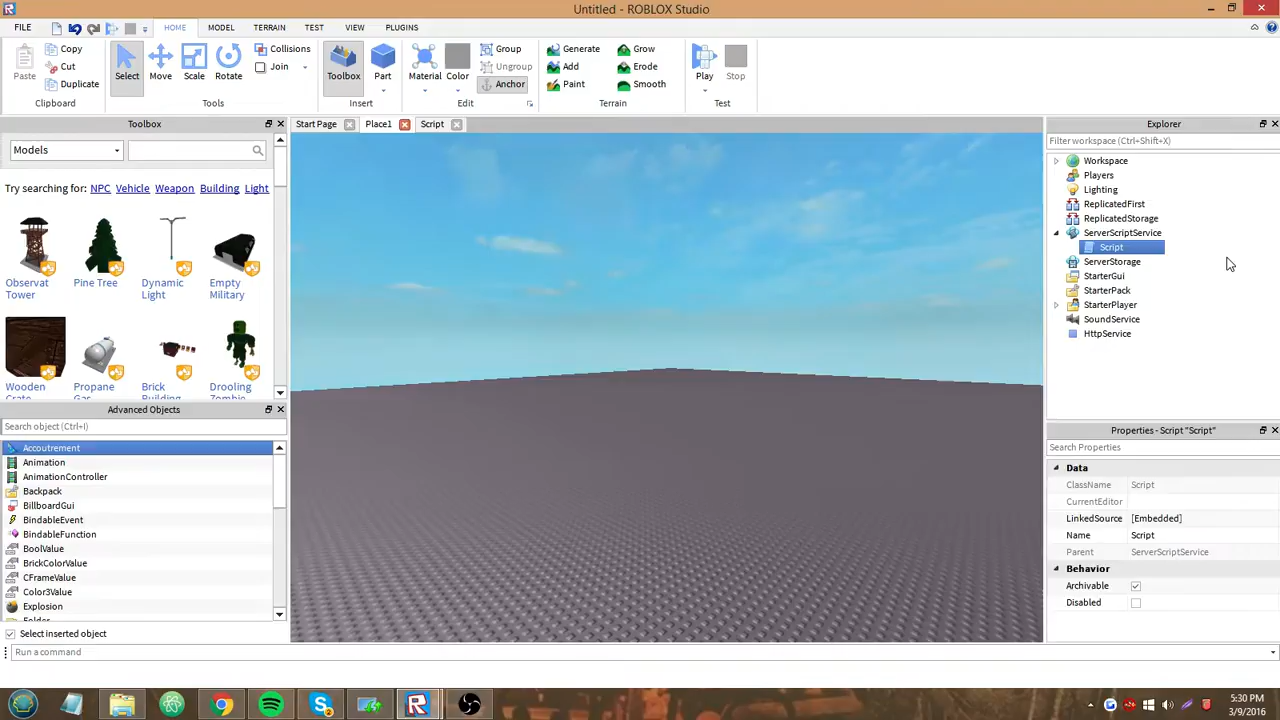 Untitled - ROBLOX Studio
FILE HOME MODEL TERRAIN TEST VIEW PLUGINS
Paste Copy Cut Duplicate
Select Move Scale Rotate Collisions Join
Toolbox Part
Material Color Group Ungroup Anchor
Generate Add Paint Grow Erode Smooth
Play Stop
Clipboard Tools Insert Edit Terrain Test
Toolbox
Start Page Place1 Script
Explorer
Models
Filter workspace (Ctrl+Shift+X)
Try searching for: NPC Vehicle Weapon Building Light
Observat Tower
Pine Tree
Dynamic Light
Empty Military
Wooden Crate
Propane Gas
Brick Building
Drooling Zombie
Workspace
Players
Lighting
ReplicatedFirst
ReplicatedStorage
ServerScriptService
Script
ServerStorage
StarterGui
StarterPack
StarterPlayer
SoundService
HttpService
Advanced Objects
Search object (Ctrl+I)
Accoutrement
Animation
AnimationController
Backpack
BillboardGui
BindableEvent
BindableFunction
BoolValue
BrickColorValue
CFrameValue
Color3Value
Explosion
Folder
Select inserted object
Properties - Script "Script"
Search Properties
Data
ClassName Script
CurrentEditor
LinkedSource [Embedded]
Name Script
Parent ServerScriptService
Behavior
Archivable
Disabled
Run a command
5:30 PM
3/9/2016